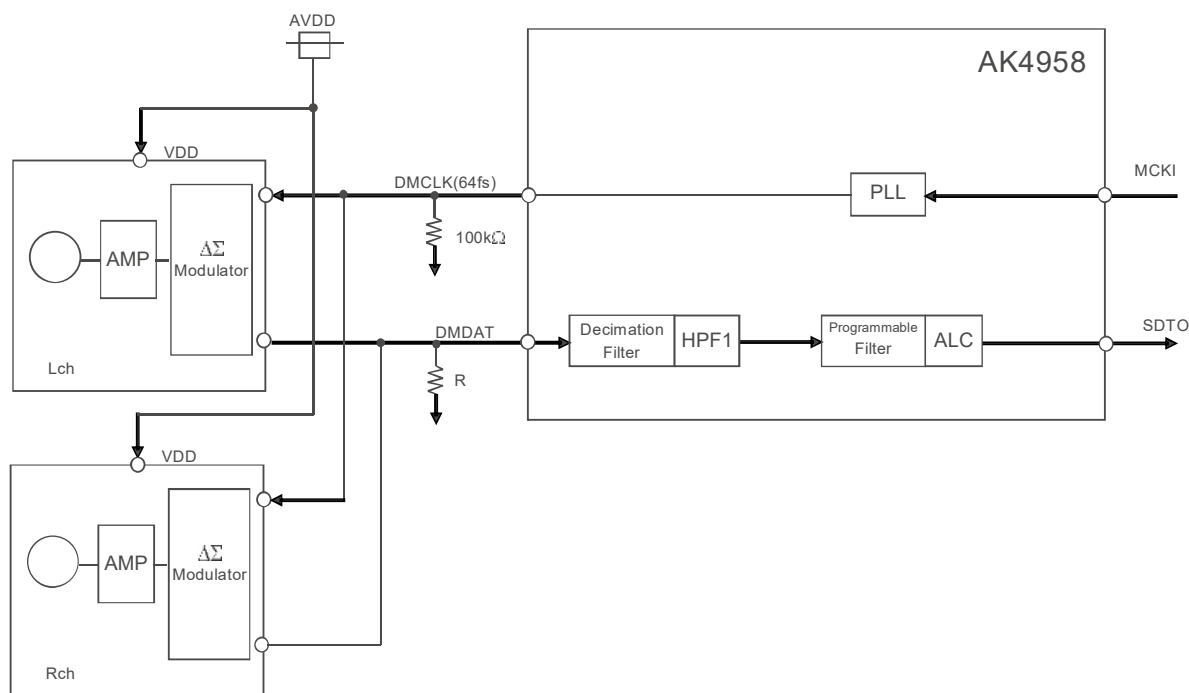 AVDD
AK4958
VDD
DMCLK(64fs)
MCKI
PLL
100kΩ
AMP
ΔΣ
Modulator
DMDAT
Decimation
Filter
HPF1
Programmable
Filter
ALC
SDTO
Lch
R
VDD
AMP
ΔΣ
Modulator
Rch